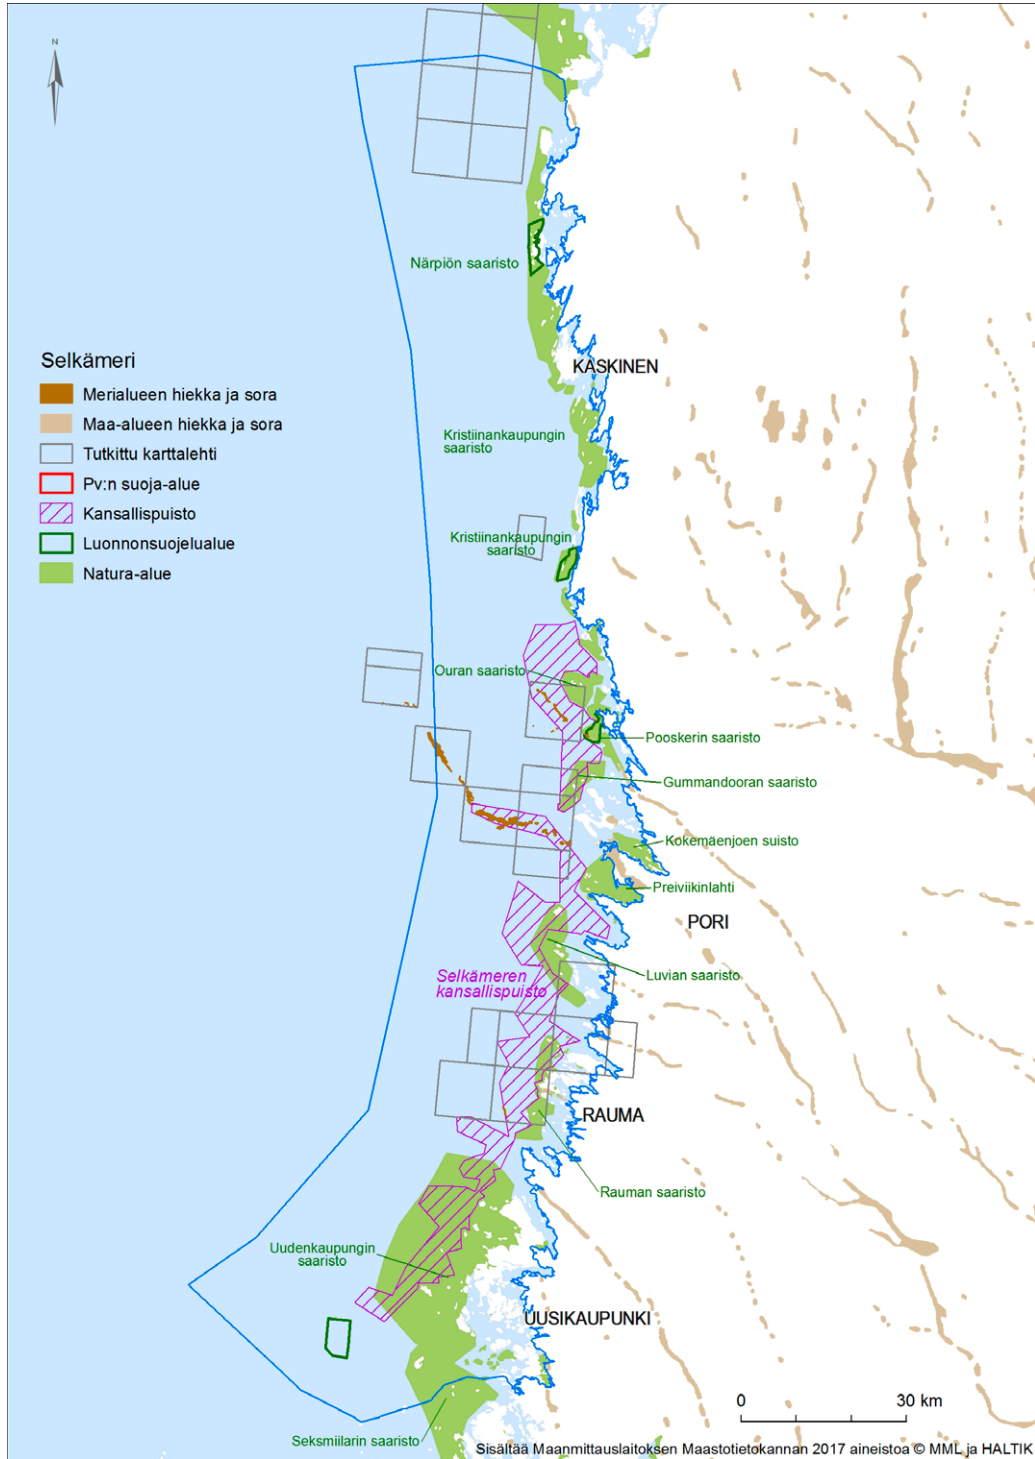 N
Närpiön saaristo
KASKINEN
Selkämeri
Merialueen hiekka ja sora
Maa-alueen hiekka ja sora
Tutkittu karttalehti
Pv:n suoja-alue
Kansallispuisto
Luonnonsuojelualue
Natura-alue
Kristiinankaupungin
saaristo
Kristiinankaupungin
saaristo
Ouran saaristo
Pooskerin saaristo
Gummandooran saaristo
Kokemäenjoen suisto
Preiviikinlahti
PORI
Luvian saaristo
Selkämeren
kansallispuisto
RAUMA
Rauman saaristo
Uudenkaupungin
saaristo
UUSIKAUPUNKI
0 30 km
Seksmiilarin saaristo
Sisältää Maanmittauslaitoksen Maastotietokannan 2017 aineistoa © MML ja HALTIK